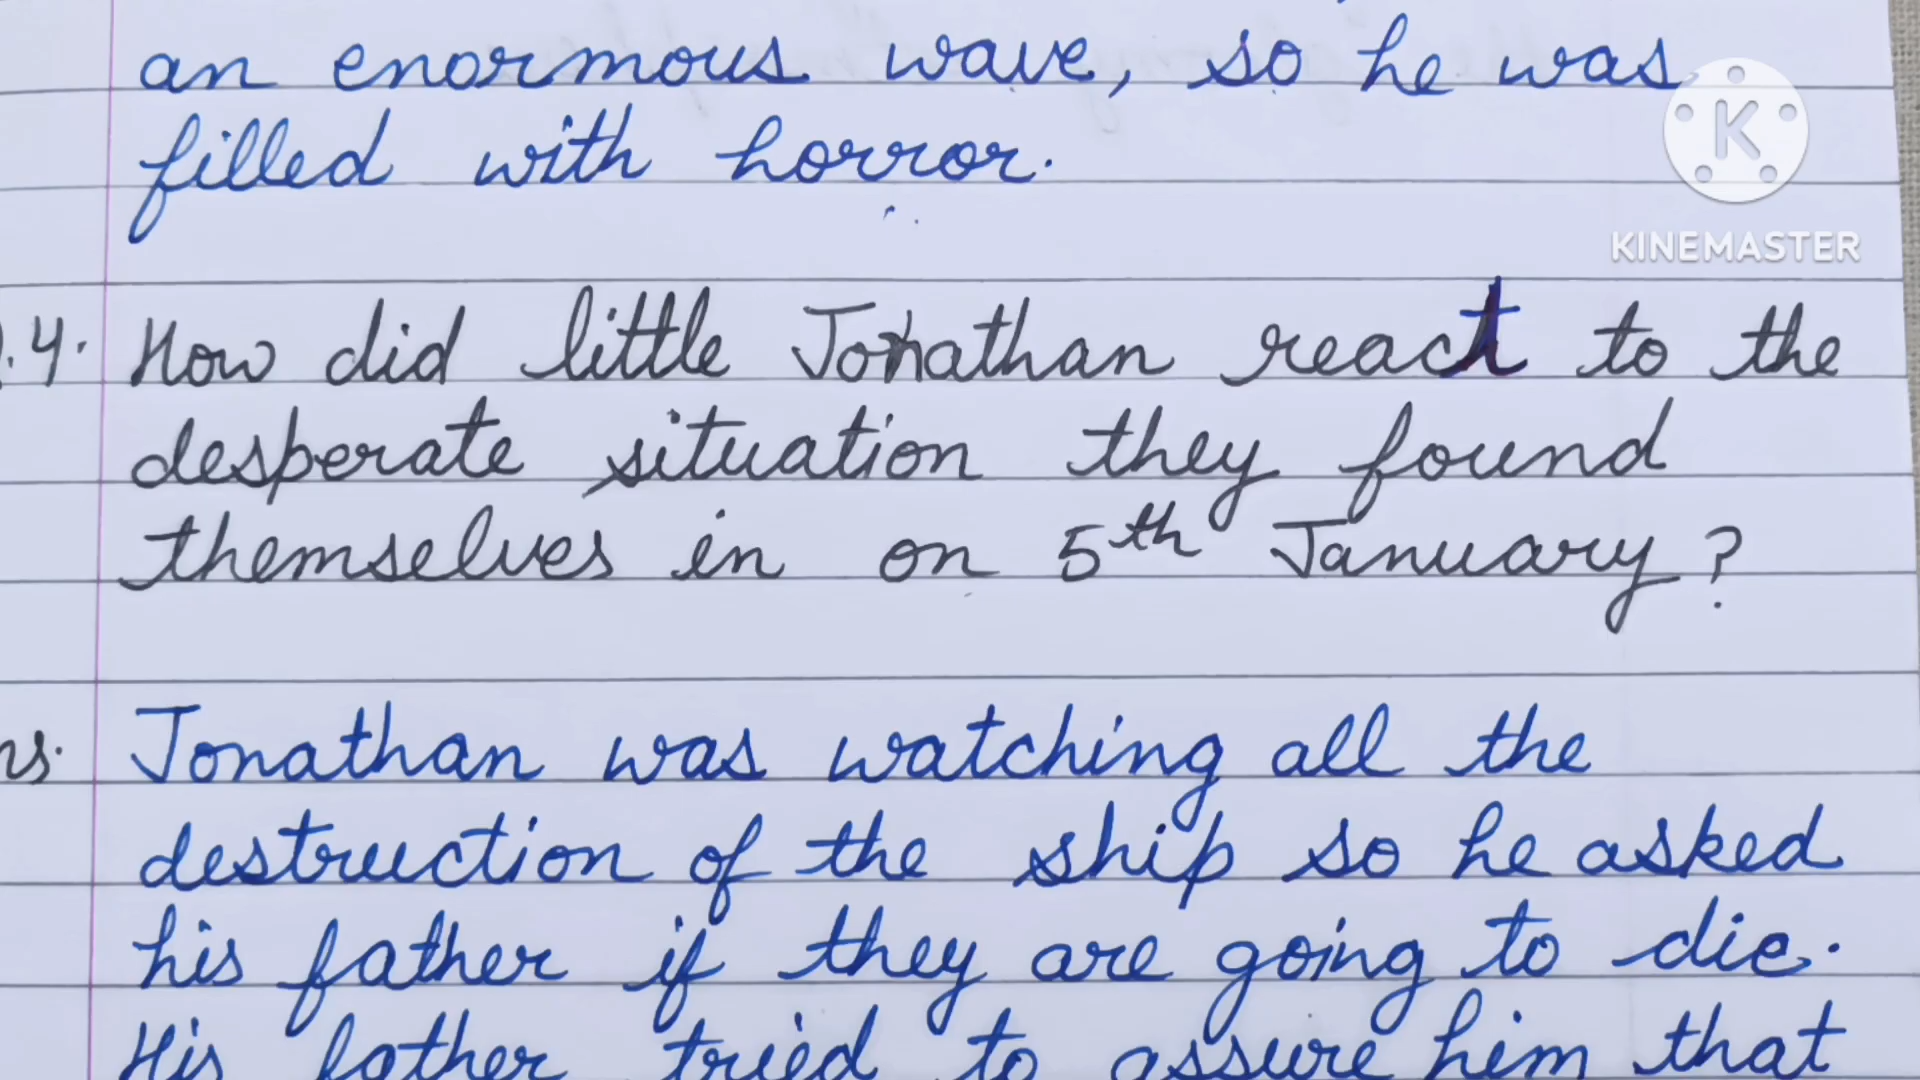 an enormous wave, so he was
filled with horror.
K
KINEMASTER
.4. How did little Jonathan react to the
desperate situation they found
themselves in on 5th January?
ns. Jonathan was watching all the
destruction of the ship so he asked
his father if they are going to die.
His father tried to assure him that